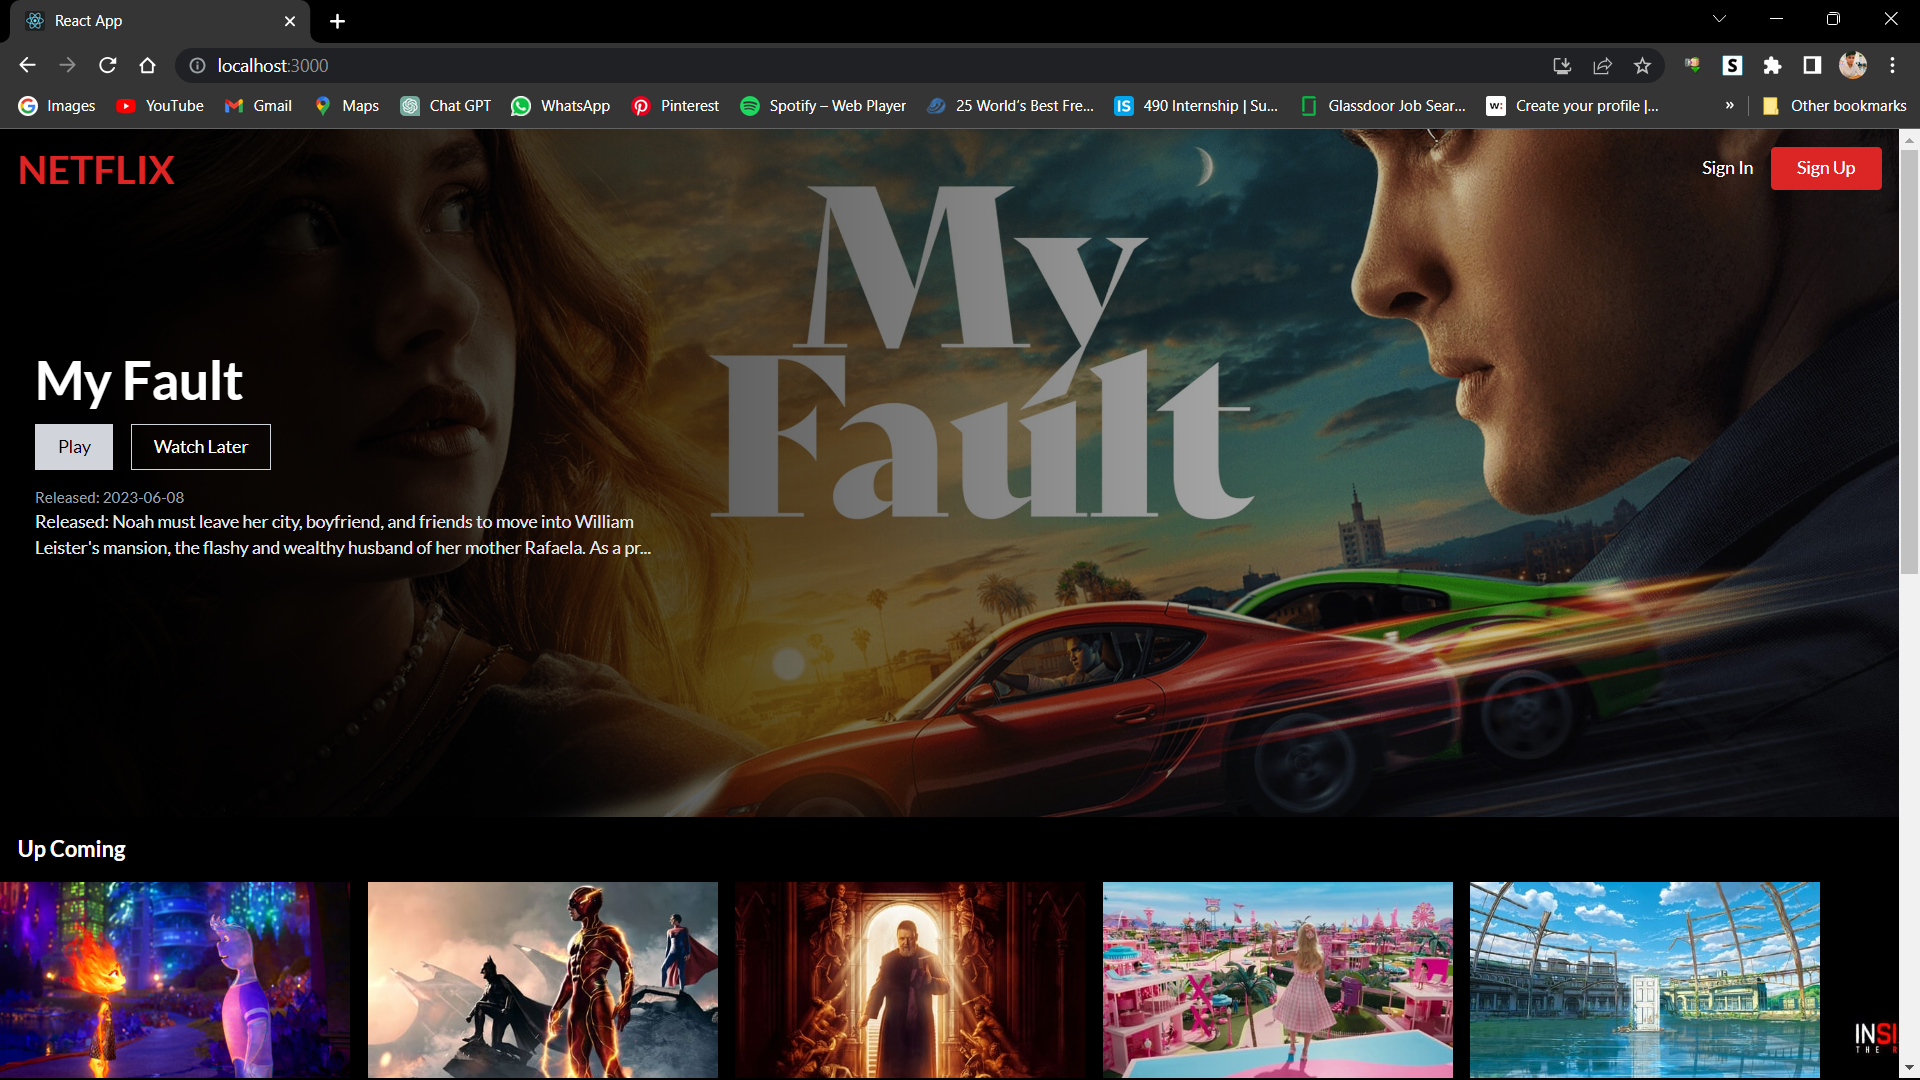 React App
localhost:3000
Images
YouTube
Gmail
Maps
Chat GPT
WhatsApp
Pinterest
Spotify – Web Player
25 World's Best Fre...
IS
490 Internship | Su...
Glassdoor Job Sear...
w:
Create your profile |...
»
Other bookmarks
NETFLIX
Sign In
Sign Up
My
Fault
My Fault
Play
Watch Later
Released: 2023-06-08
Released: Noah must leave her city, boyfriend, and friends to move into William
Leister's mansion, the flashy and wealthy husband of her mother Rafaela. As a pr...
Up Coming
INSI
THE R